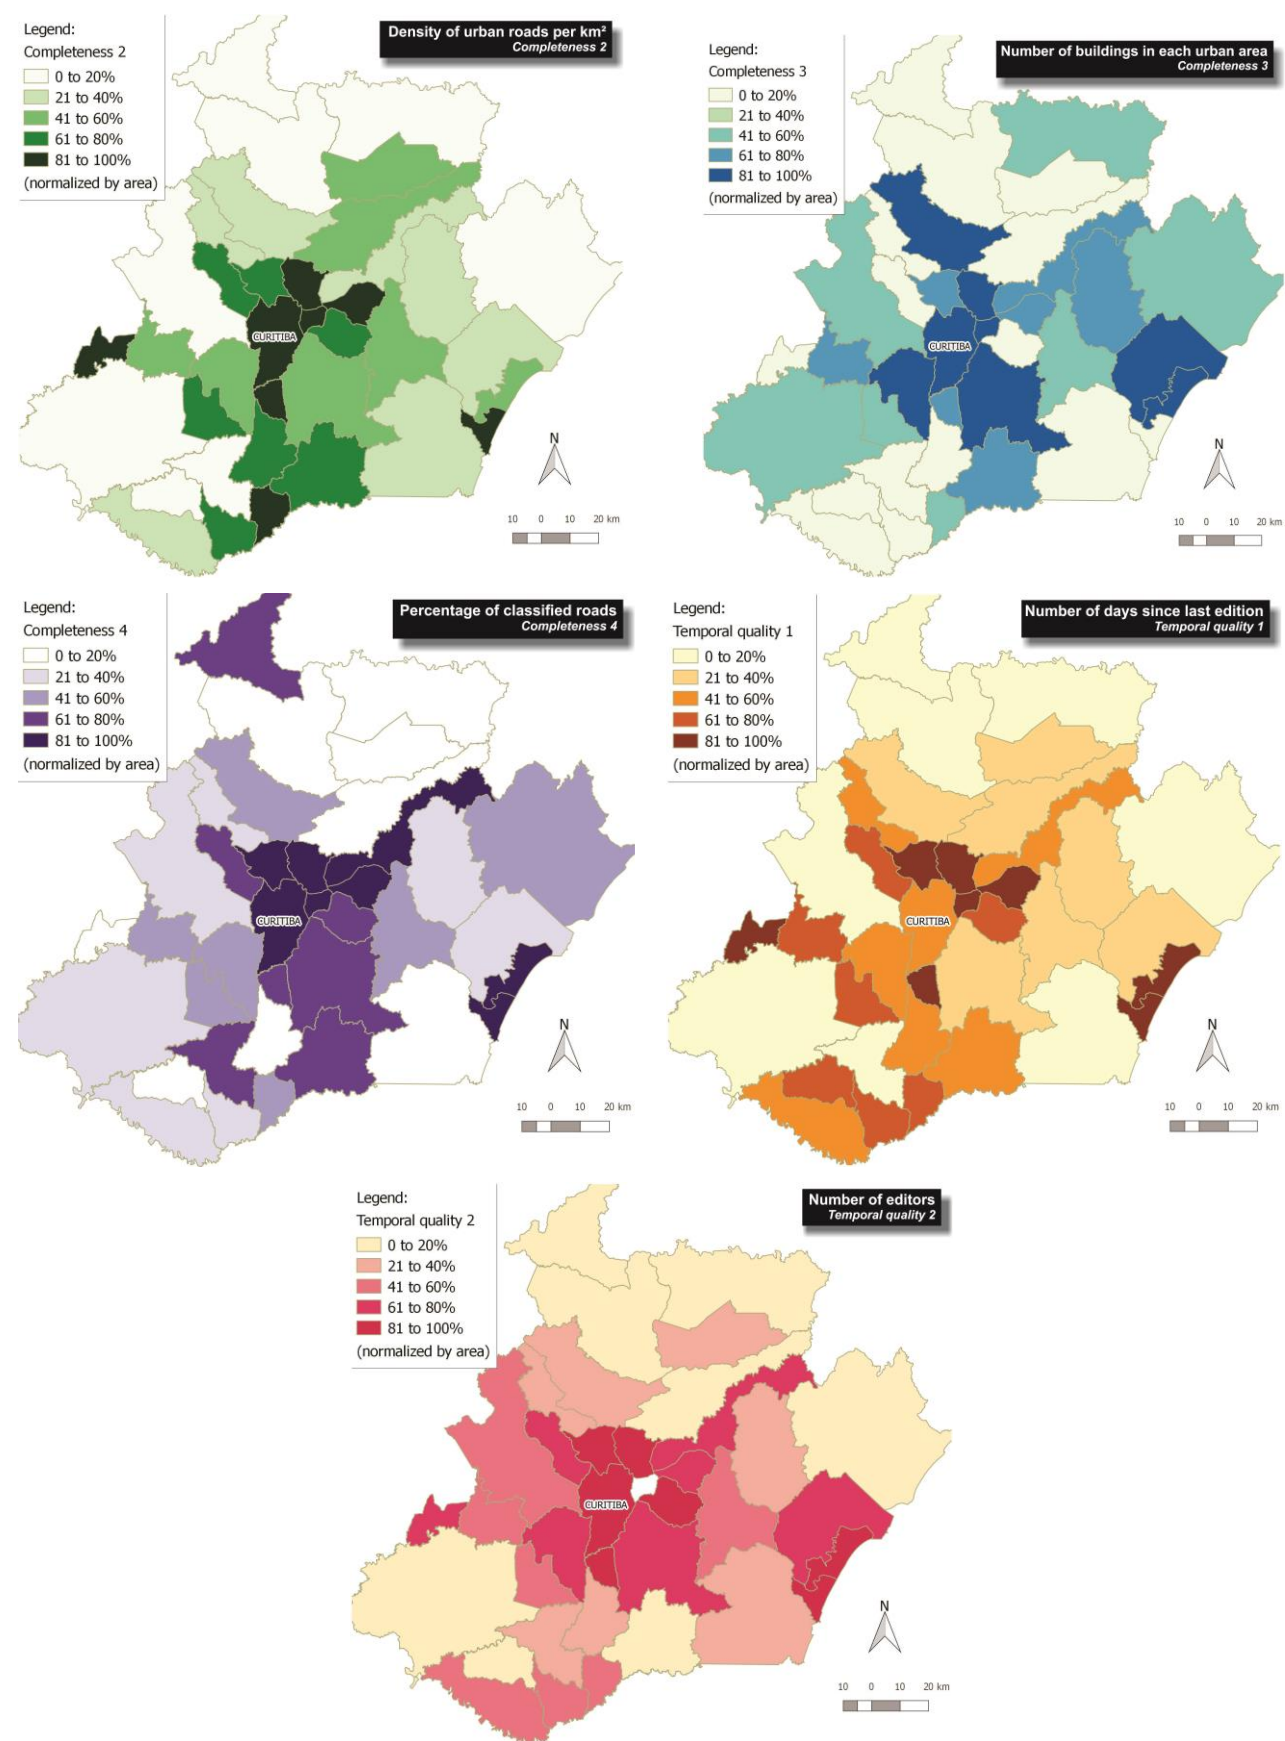 Legend:
Completeness 2
0 to 20%
21 to 40%
41 to 60%
61 to 80%
81 to 100%
(normalized by area)
Density of urban roads per km²
Completeness 2
CURITIBA
N
10 0 10 20 km
Legend:
Completeness 3
0 to 20%
21 to 40%
41 to 60%
61 to 80%
81 to 100%
(normalized by area)
Number of buildings in each urban area
Completeness 3
CURITIBA
N
10 0 10 20 km
Legend:
Completeness 4
0 to 20%
21 to 40%
41 to 60%
61 to 80%
81 to 100%
(normalized by area)
Percentage of classified roads
Completeness 4
CURITIBA
N
10 0 10 20 km
Legend:
Temporal quality 1
0 to 20%
21 to 40%
41 to 60%
61 to 80%
81 to 100%
(normalized by area)
Number of days since last edition
Temporal quality 1
CURITIBA
N
10 0 10 20 km
Legend:
Temporal quality 2
0 to 20%
21 to 40%
41 to 60%
61 to 80%
81 to 100%
(normalized by area)
Number of editors
Temporal quality 2
CURITIBA
N
10 0 10 20 km